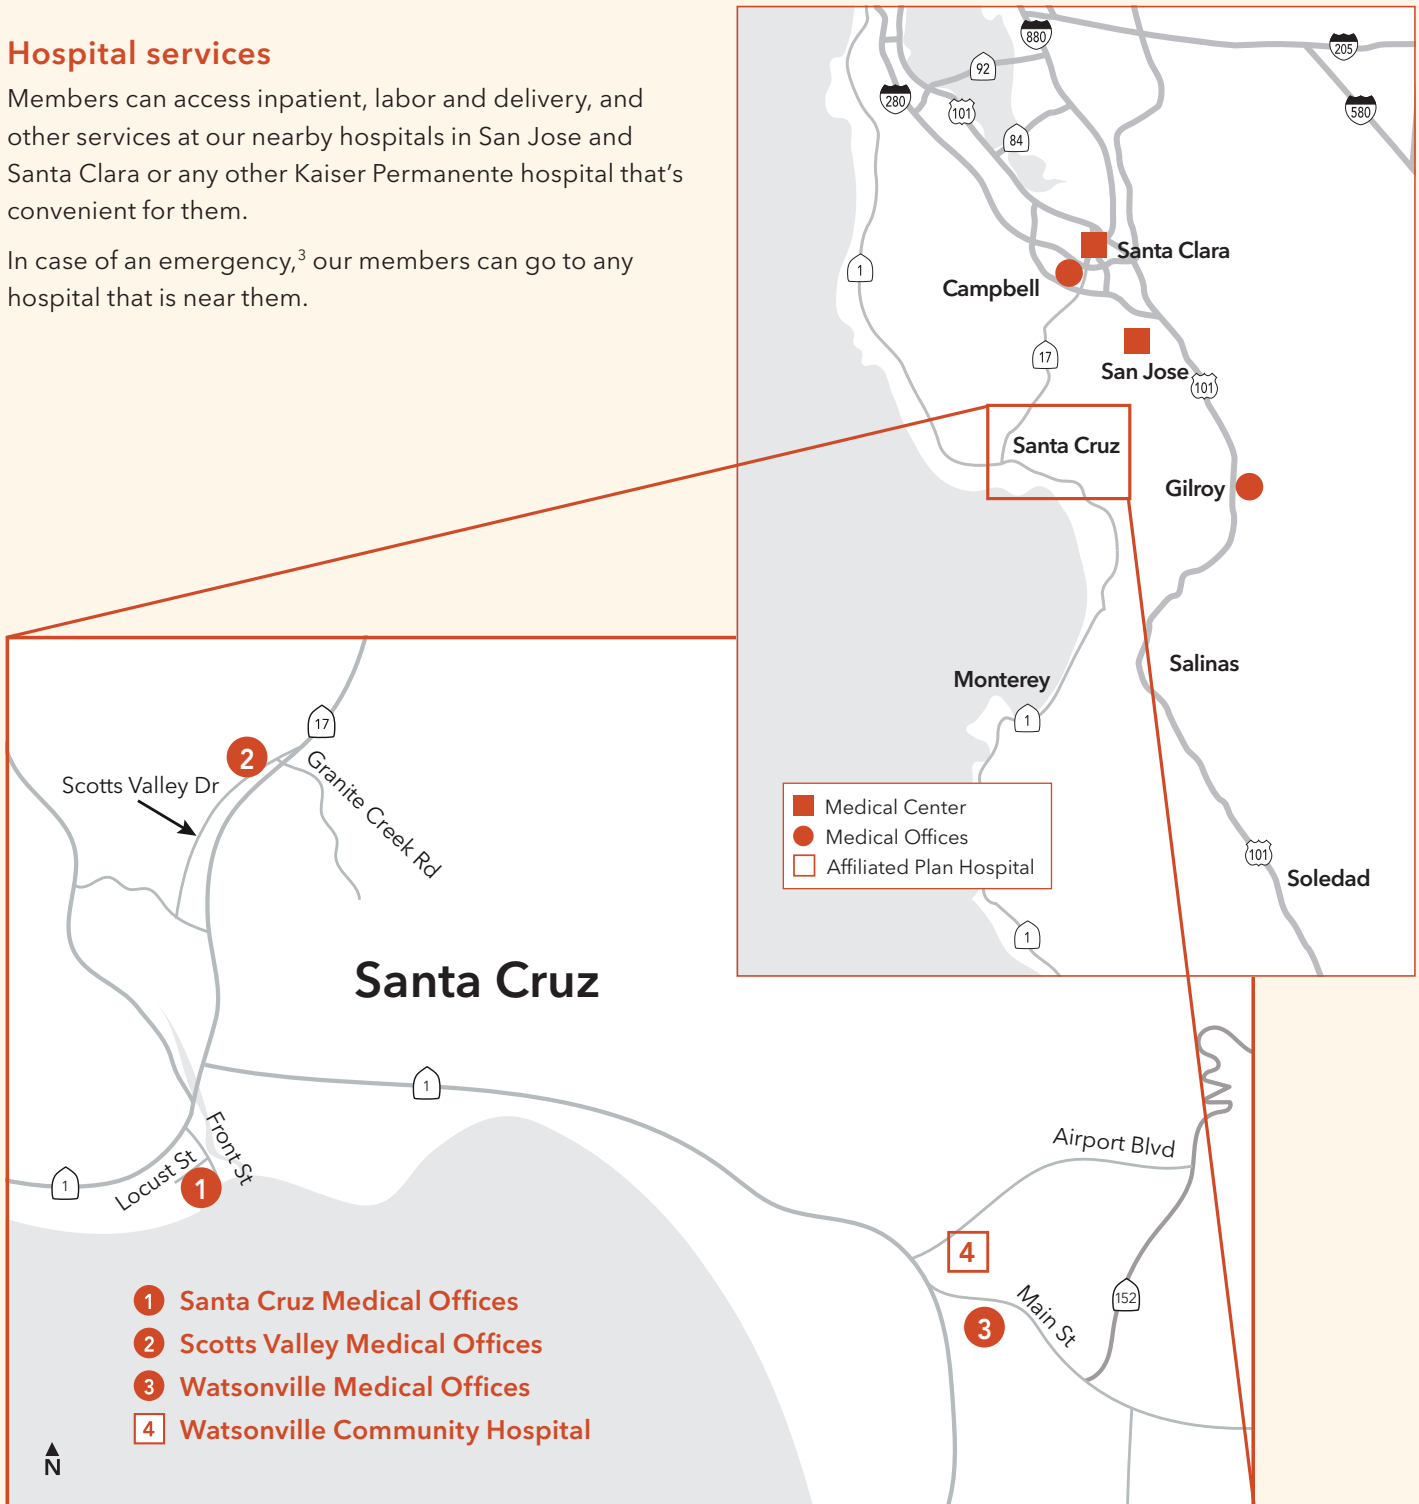 Hospital services
Members can access inpatient, labor and delivery, and
other services at our nearby hospitals in San Jose and
Santa Clara or any other Kaiser Permanente hospital that's
convenient for them.
In case of an emergency,³ our members can go to any
hospital that is near them.
880
205
92
280
101
580
84
Santa Clara
1
Campbell
17
San Jose
101
Santa Cruz
Gilroy
Salinas
Monterey
1
Medical Center
Medical Offices
Affiliated Plan Hospital
101
Soledad
1
17
2
Scotts Valley Dr
Granite Creek Rd
Santa Cruz
1
Front St
Airport Blvd
Locust St
1
1
4
152
Main St
3
1 Santa Cruz Medical Offices
2 Scotts Valley Medical Offices
3 Watsonville Medical Offices
4 Watsonville Community Hospital
N